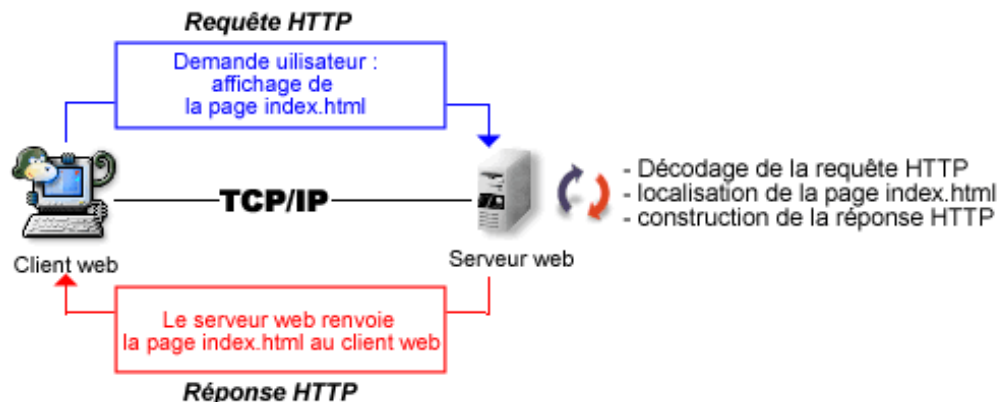 Requête HTTP
Demande uilisateur :
affichage de
la page index.html
TCP/IP
Client web
Serveur web
- Décodage de la requête HTTP
- localisation de la page index.html
- construction de la réponse HTTP
Le serveur web renvoie
la page index.html au client web
Réponse HTTP